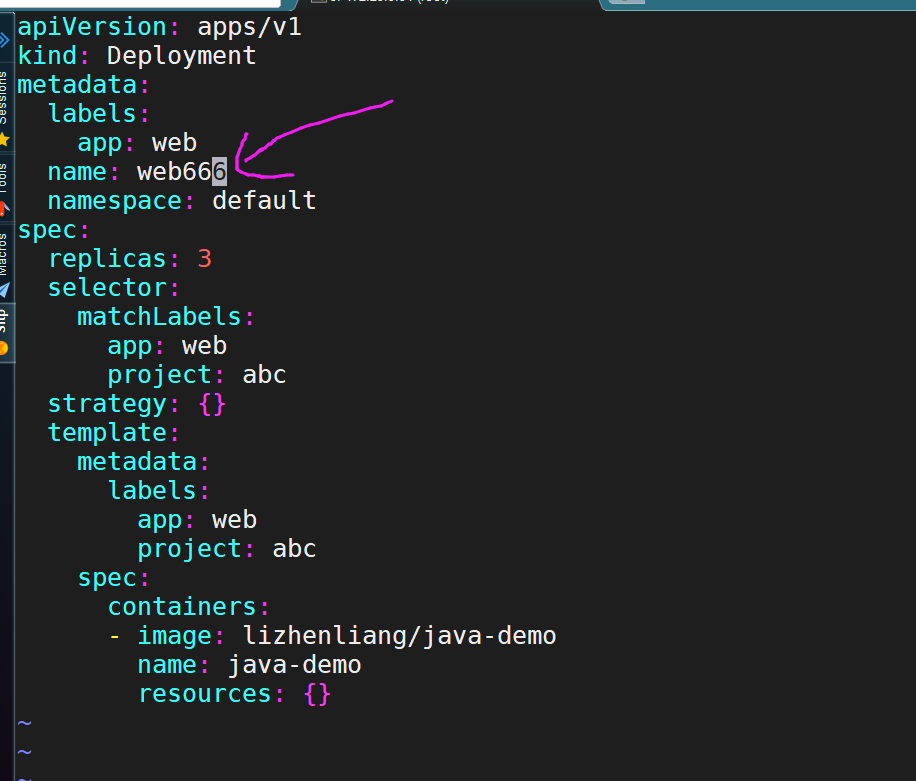 apiVersion: apps/v1
kind: Deployment
metadata:
  labels:
    app: web
  name: web666
  namespace: default
spec:
  replicas: 3
  selector:
    matchLabels:
      app: web
      project: abc
  strategy: {}
  template:
    metadata:
      labels:
        app: web
        project: abc
    spec:
      containers:
      - image: lizhenliang/java-demo
        name: java-demo
        resources: {}
~
~
~
Sessions
Tools
Macros